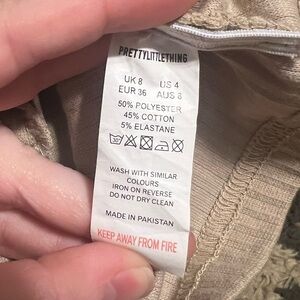 PRETTYLITTLETHING
UK 8 US 4
EUR 36 AUS 8
50% POLYESTER
45% COTTON
5% ELASTANE
WASH WITH SIMILAR
COLOURS
IRON ON REVERSE
DO NOT DRY CLEAN
MADE IN PAKISTAN
KEEP AWAY FROM FIRE